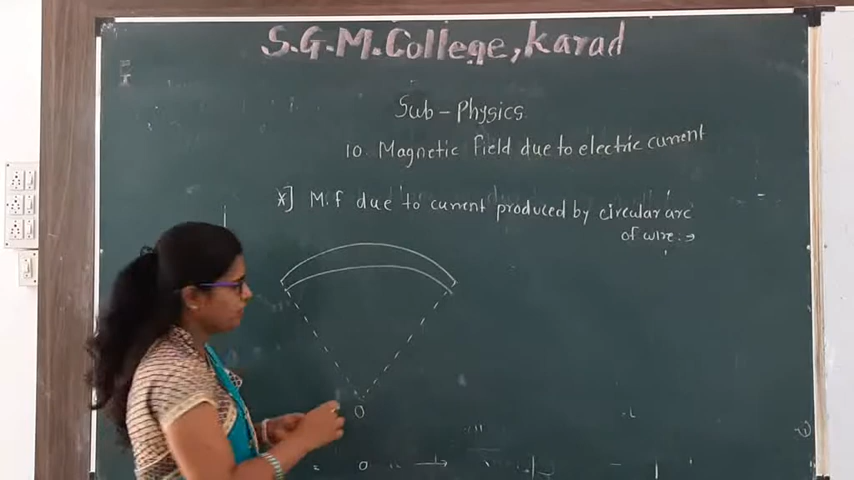 S.G.M.College, karad
Sub - Physics
10. Magnetic field due to electric current
*] M.f due to current produced by circular arc
of wire :→
O